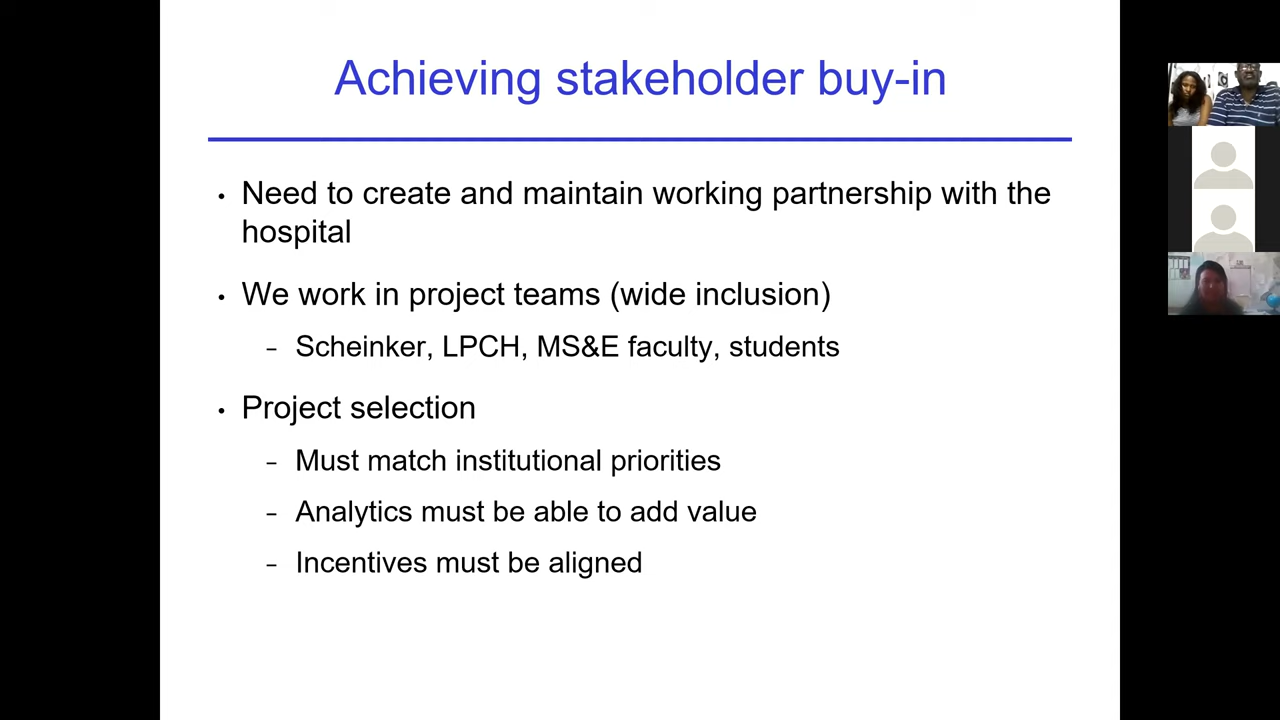 Achieving stakeholder buy-in
• Need to create and maintain working partnership with the
hospital
• We work in project teams (wide inclusion)
– Scheinker, LPCH, MS&E faculty, students
• Project selection
– Must match institutional priorities
– Analytics must be able to add value
– Incentives must be aligned